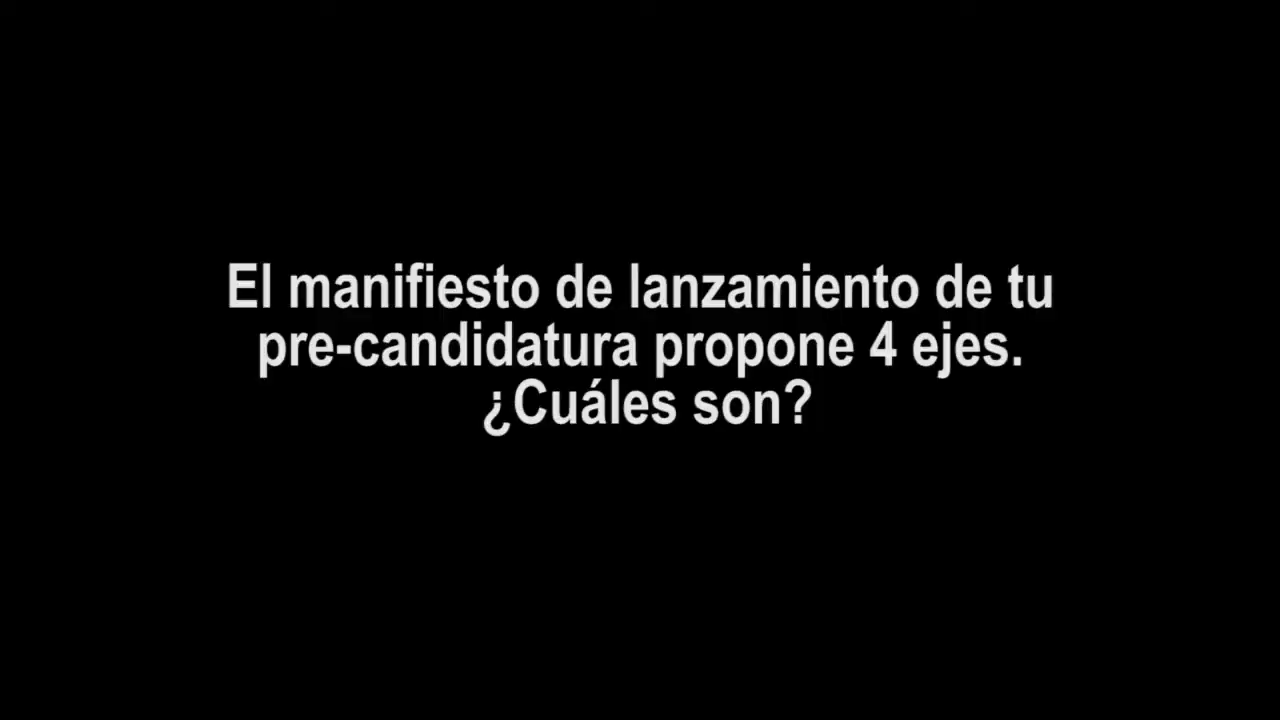 El manifiesto de lanzamiento de tu
pre-candidatura propone 4 ejes.
¿Cuáles son?